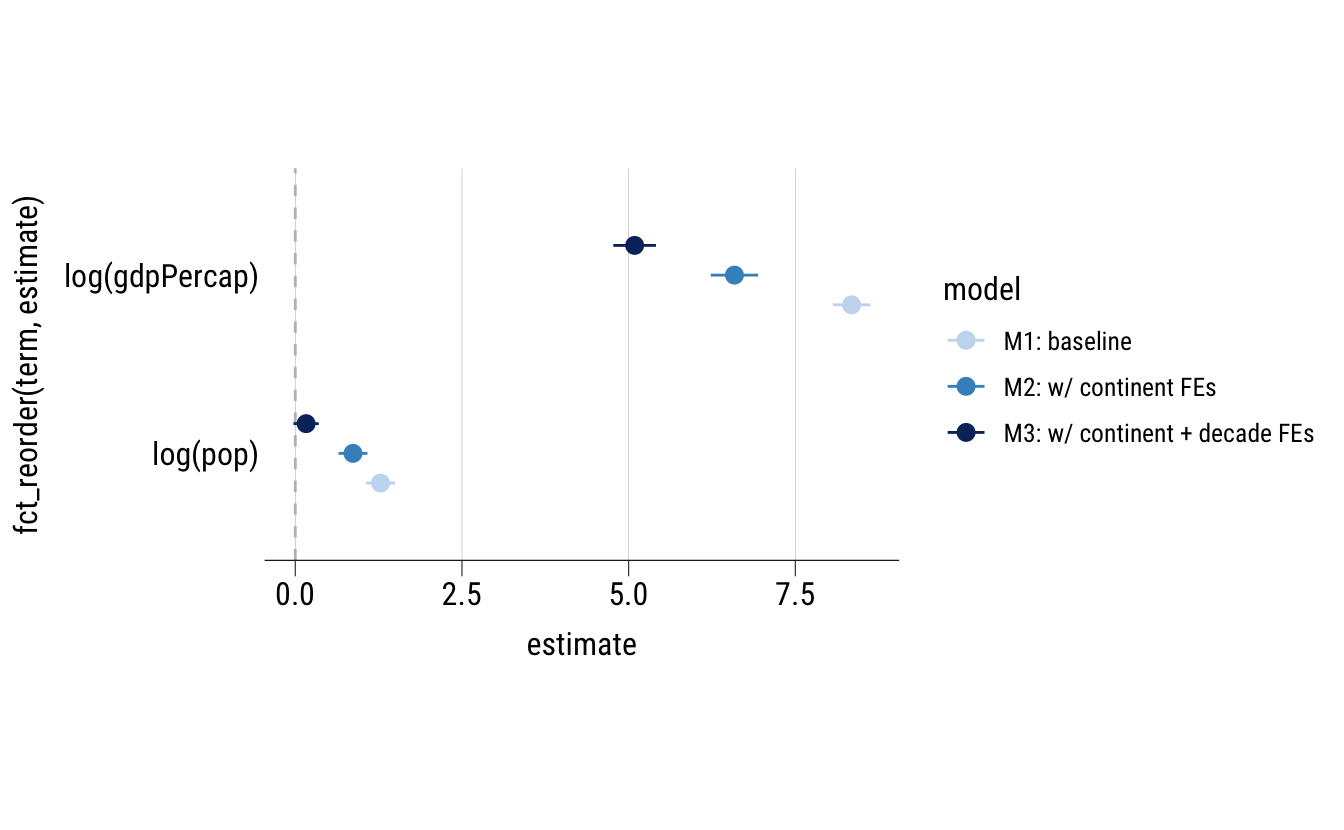 fct_reorder(term, estimate)
log(gdpPercap)
log(pop)
0.0
2.5
5.0
7.5
estimate
model
M1: baseline
M2: w/ continent FEs
M3: w/ continent + decade FEs